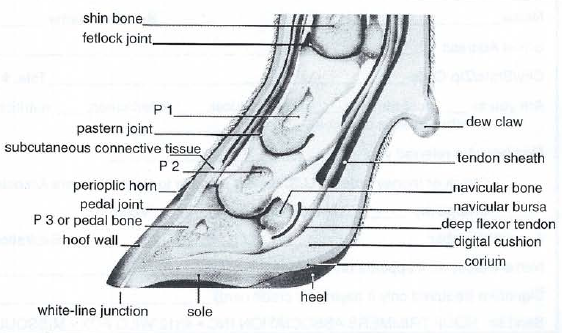 shin bone
fetlock joint
P 1
pastern joint
subcutaneous connective tissue
P 2
perioplic horn
pedal joint
P 3 or pedal bone
hoof wall
white-line junction
sole
heel
dew claw
tendon sheath
navicular bone
navicular bursa
deep flexor tendon
digital cushion
corium